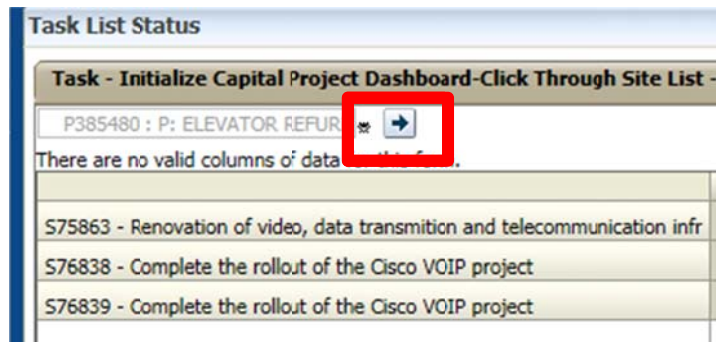 Task List Status
Task - Initialize Capital Project Dashboard-Click Through Site List -
P385480 : P: ELEVATOR REFUR
There are no valid columns of data
S75863 - Renovation of video, data transmition and telecommunication infr
S76838 - Complete the rollout of the Cisco VOIP project
S76839 - Complete the rollout of the Cisco VOIP project